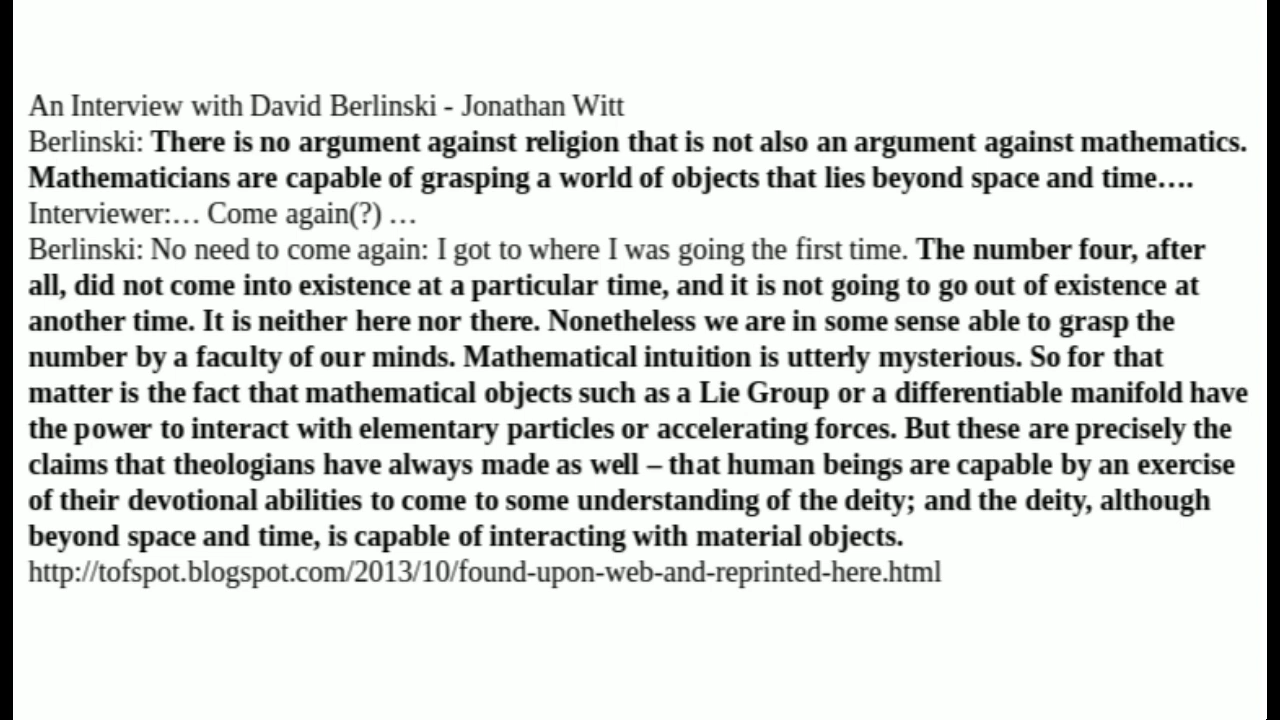 An Interview with David Berlinski - Jonathan Witt
Berlinski: There is no argument against religion that is not also an argument against mathematics.
Mathematicians are capable of grasping a world of objects that lies beyond space and time….
Interviewer:… Come again(?) …
Berlinski: No need to come again: I got to where I was going the first time. The number four, after
all, did not come into existence at a particular time, and it is not going to go out of existence at
another time. It is neither here nor there. Nonetheless we are in some sense able to grasp the
number by a faculty of our minds. Mathematical intuition is utterly mysterious. So for that
matter is the fact that mathematical objects such as a Lie Group or a differentiable manifold have
the power to interact with elementary particles or accelerating forces. But these are precisely the
claims that theologians have always made as well – that human beings are capable by an exercise
of their devotional abilities to come to some understanding of the deity; and the deity, although
beyond space and time, is capable of interacting with material objects.
http://tofspot.blogspot.com/2013/10/found-upon-web-and-reprinted-here.html